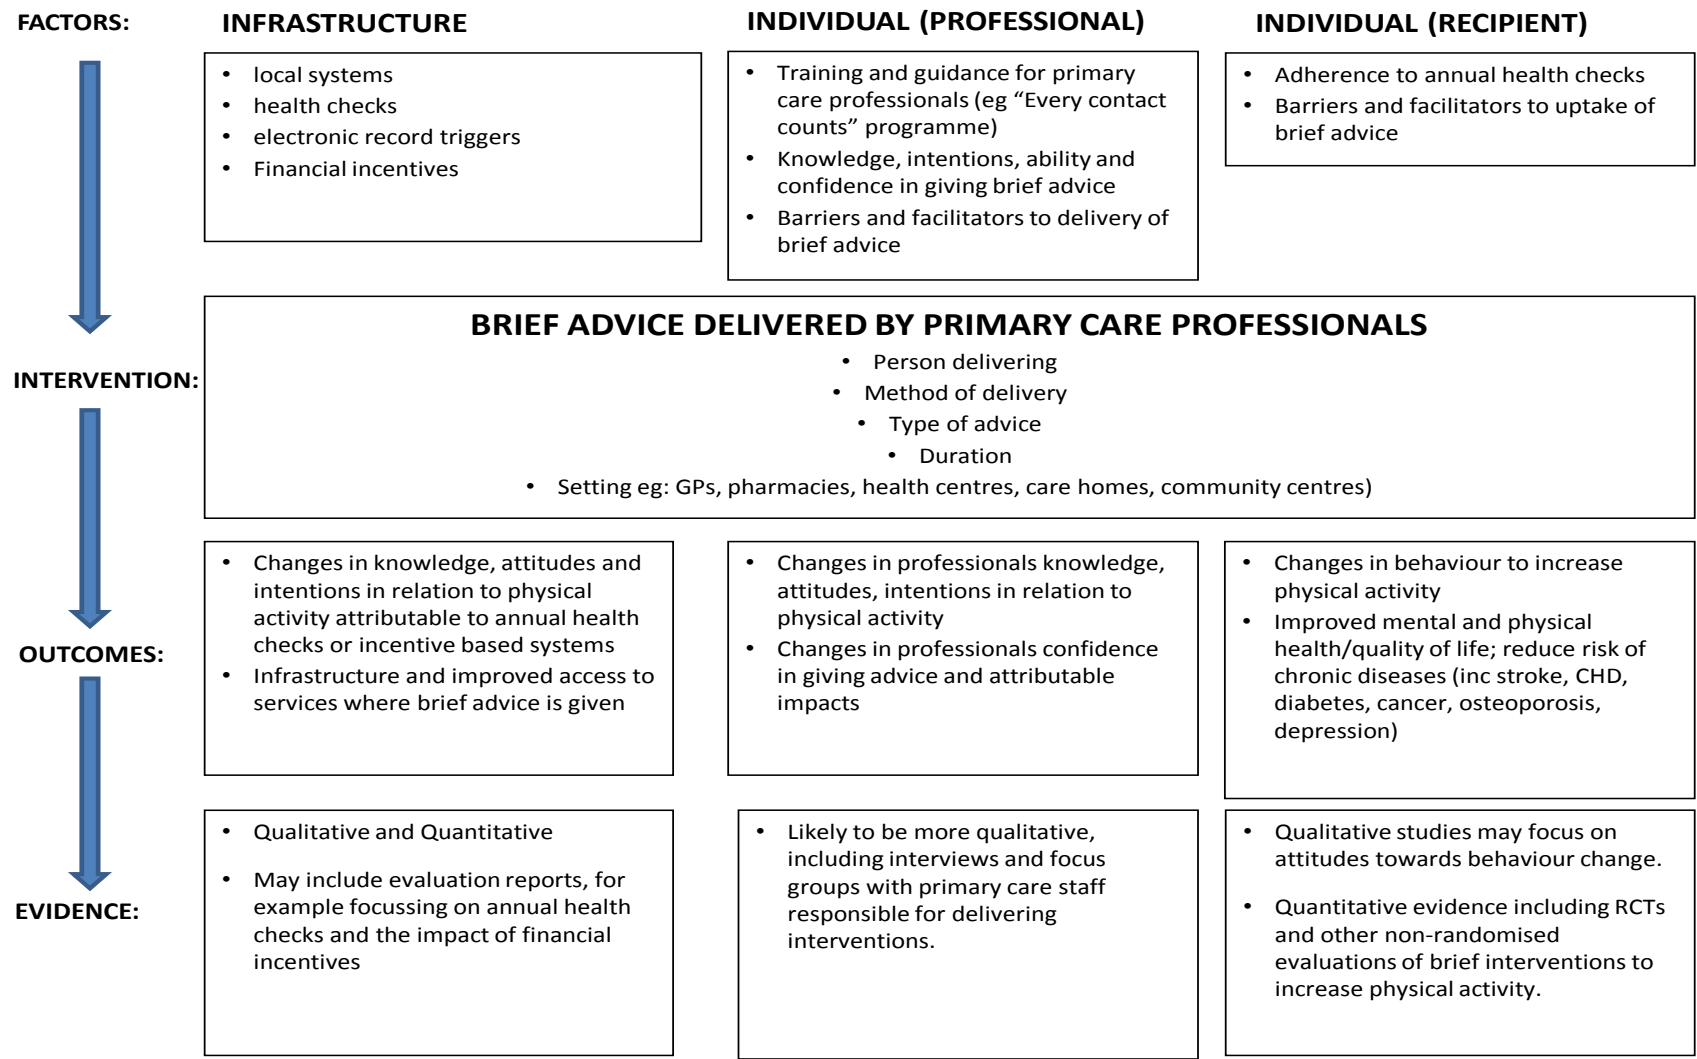 FACTORS:
INFRASTRUCTURE
INDIVIDUAL (PROFESSIONAL)
INDIVIDUAL (RECIPIENT)
• local systems
• health checks
• electronic record triggers
• Financial incentives
• Training and guidance for primary
care professionals (eg “Every contact
counts” programme)
• Knowledge, intentions, ability and
confidence in giving brief advice
• Barriers and facilitators to delivery of
brief advice
• Adherence to annual health checks
• Barriers and facilitators to uptake of
brief advice
INTERVENTION:
BRIEF ADVICE DELIVERED BY PRIMARY CARE PROFESSIONALS
• Person delivering
• Method of delivery
• Type of advice
• Duration
• Setting eg: GPs, pharmacies, health centres, care homes, community centres)
OUTCOMES:
• Changes in knowledge, attitudes and
intentions in relation to physical
activity attributable to annual health
checks or incentive based systems
• Infrastructure and improved access to
services where brief advice is given
• Changes in professionals knowledge,
attitudes, intentions in relation to
physical activity
• Changes in professionals confidence
in giving advice and attributable
impacts
• Changes in behaviour to increase
physical activity
• Improved mental and physical
health/quality of life; reduce risk of
chronic diseases (inc stroke, CHD,
diabetes, cancer, osteoporosis,
depression)
EVIDENCE:
• Qualitative and Quantitative
• May include evaluation reports, for
example focussing on annual health
checks and the impact of financial
incentives
• Likely to be more qualitative,
including interviews and focus
groups with primary care staff
responsible for delivering
interventions.
• Qualitative studies may focus on
attitudes towards behaviour change.
• Quantitative evidence including RCTs
and other non-randomised
evaluations of brief interventions to
increase physical activity.